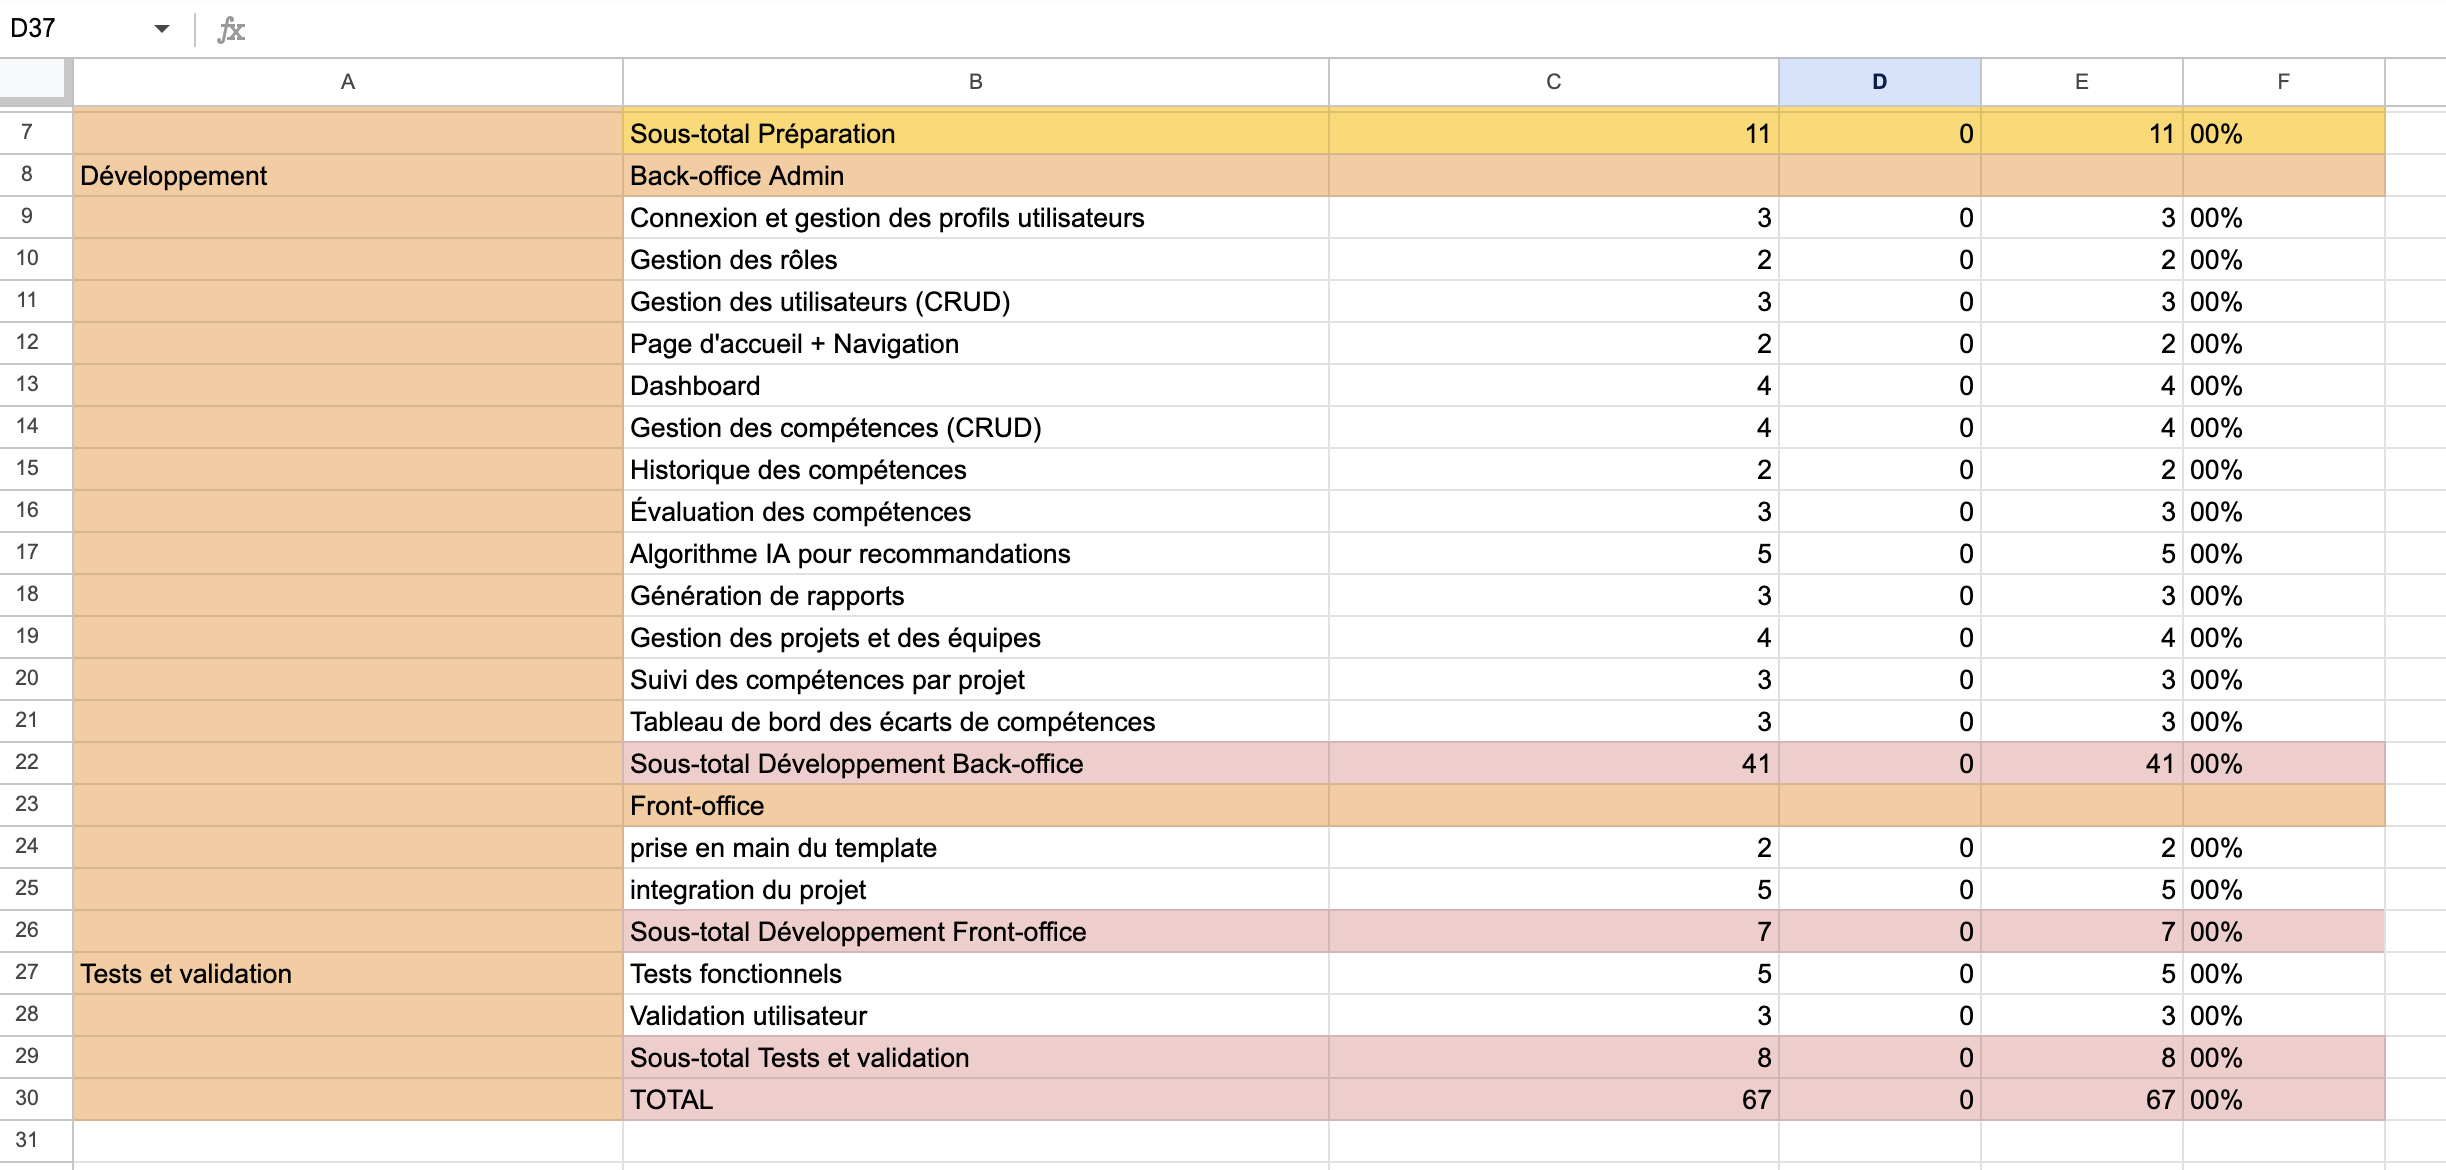 D37 fx
A B C D E F
7 Sous-total Préparation 11 0 11 00%
8 Développement Back-office Admin
9 Connexion et gestion des profils utilisateurs 3 0 3 00%
10 Gestion des rôles 2 0 2 00%
11 Gestion des utilisateurs (CRUD) 3 0 3 00%
12 Page d'accueil + Navigation 2 0 2 00%
13 Dashboard 4 0 4 00%
14 Gestion des compétences (CRUD) 4 0 4 00%
15 Historique des compétences 2 0 2 00%
16 Évaluation des compétences 3 0 3 00%
17 Algorithme IA pour recommandations 5 0 5 00%
18 Génération de rapports 3 0 3 00%
19 Gestion des projets et des équipes 4 0 4 00%
20 Suivi des compétences par projet 3 0 3 00%
21 Tableau de bord des écarts de compétences 3 0 3 00%
22 Sous-total Développement Back-office 41 0 41 00%
23 Front-office
24 prise en main du template 2 0 2 00%
25 integration du projet 5 0 5 00%
26 Sous-total Développement Front-office 7 0 7 00%
27 Tests et validation Tests fonctionnels 5 0 5 00%
28 Validation utilisateur 3 0 3 00%
29 Sous-total Tests et validation 8 0 8 00%
30 TOTAL 67 0 67 00%
31